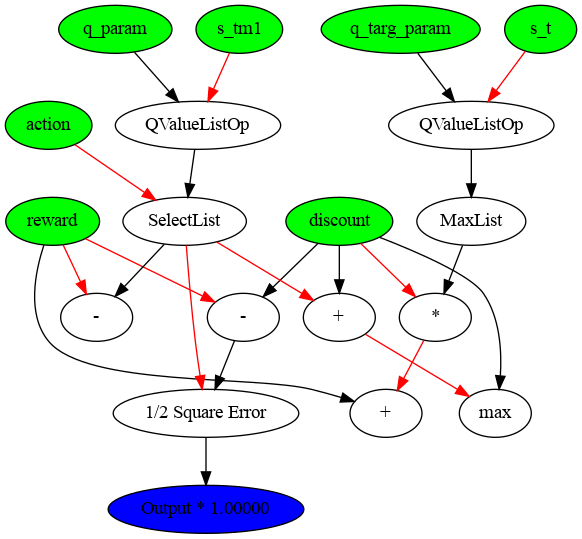 q_param
s_tm1
q_targ_param
s_t
action
QValueListOp
QValueListOp
reward
SelectList
discount
MaxList
-
-
+
*
1/2 Square Error
+
max
Output * 1.00000